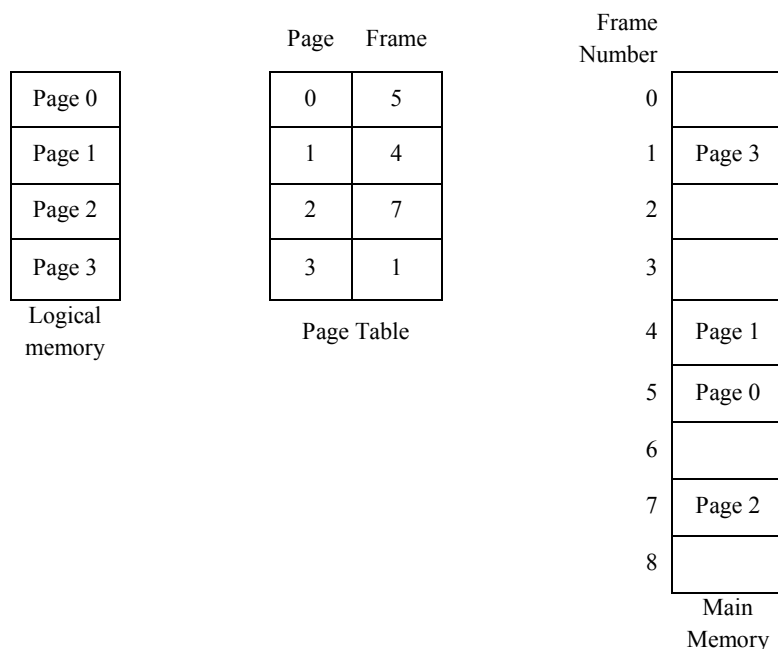 Page 0
Page 1
Page 2
Page 3
Logical
memory
Page Frame
0 5
1 4
2 7
3 1
Page Table
Frame
Number
0
1 Page 3
2
3
4 Page 1
5 Page 0
6
7 Page 2
8
Main
Memory